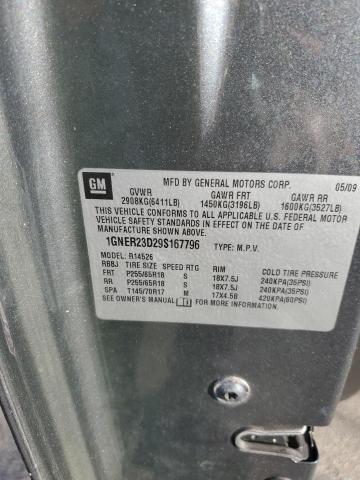 GM
MFD BY GENERAL MOTORS CORP. 05/09
GVWR GAWR FRT GAWR RR
2908KG(6411LB) 1450KG(3196LB) 1600KG(3527LB)
THIS VEHICLE CONFORMS TO ALL APPLICABLE U.S. FEDERAL MOTOR
VEHICLE SAFETY STANDARDS IN EFFECT ON THE DATE OF
MANUFACTURE SHOWN ABOVE.
1GNER23D29S167796 TYPE: M.P.V.
MODEL: R14526
RBBJ TIRE SIZE SPEED RTG RIM COLD TIRE PRESSURE
FRT P255/65R18 S 18X7.5J 240KPA(35PSI)
RR P255/65R18 S 18X7.5J 240KPA(35PSI)
SPA T145/70R17 M 17X4.5B 420KPA(60PSI)
SEE OWNER'S MANUAL FOR MORE INFORMATION.